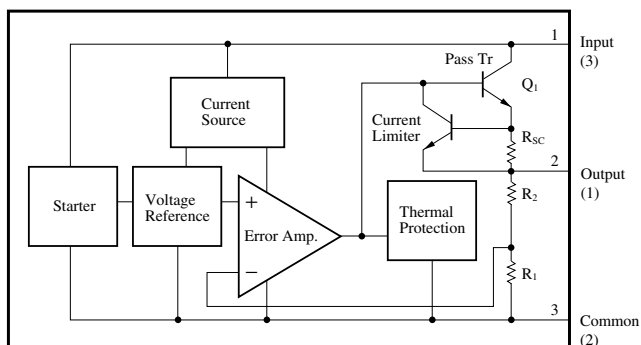 1
Input
(3)
Pass Tr
Q1
Current
Source
Current
Limiter
RSC
2
Output
(1)
R2
Starter
Voltage
Reference
+
Error Amp.
−
Thermal
Protection
R1
3
Common
(2)